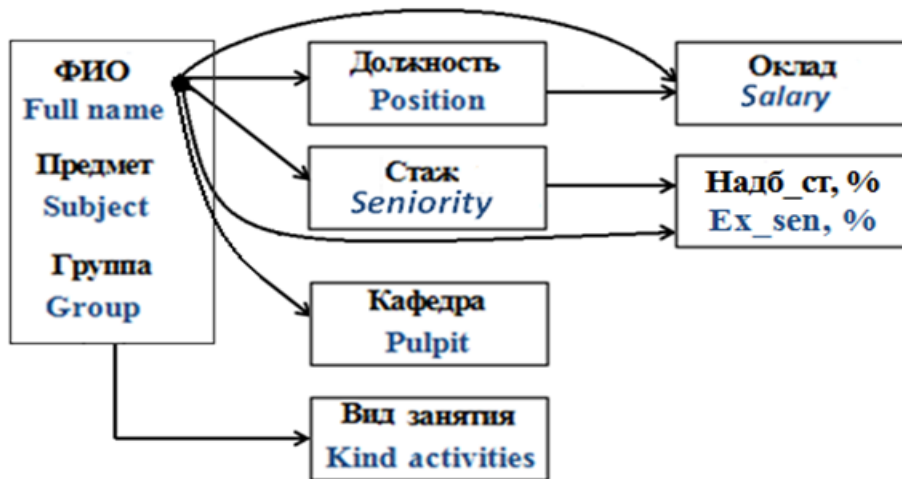 ФИО
Full name
Предмет
Subject
Группа
Group
Должность
Position
Оклад
Salary
Стаж
Seniority
Надб_ст, %
Ex_sen, %
Кафедра
Pulpit
Вид занятия
Kind activities